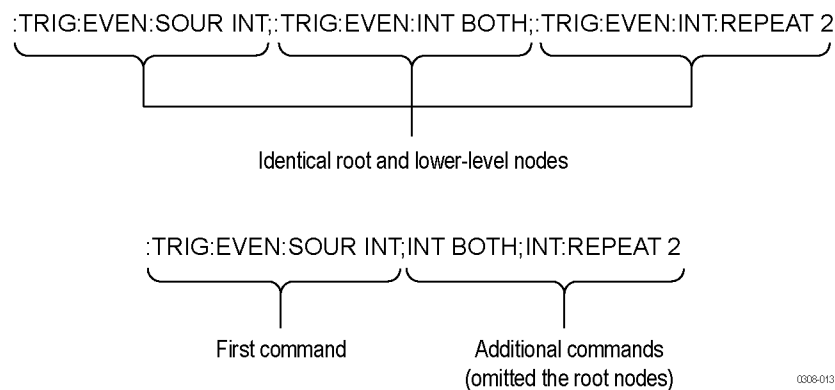 :TRIG:EVEN:SOUR INT;:TRIG:EVEN:INT BOTH;:TRIG:EVEN:INT:REPEAT 2
Identical root and lower-level nodes
:TRIG:EVEN:SOUR INT;INT BOTH;INT:REPEAT 2
First command
Additional commands
(omitted the root nodes)
0308-013